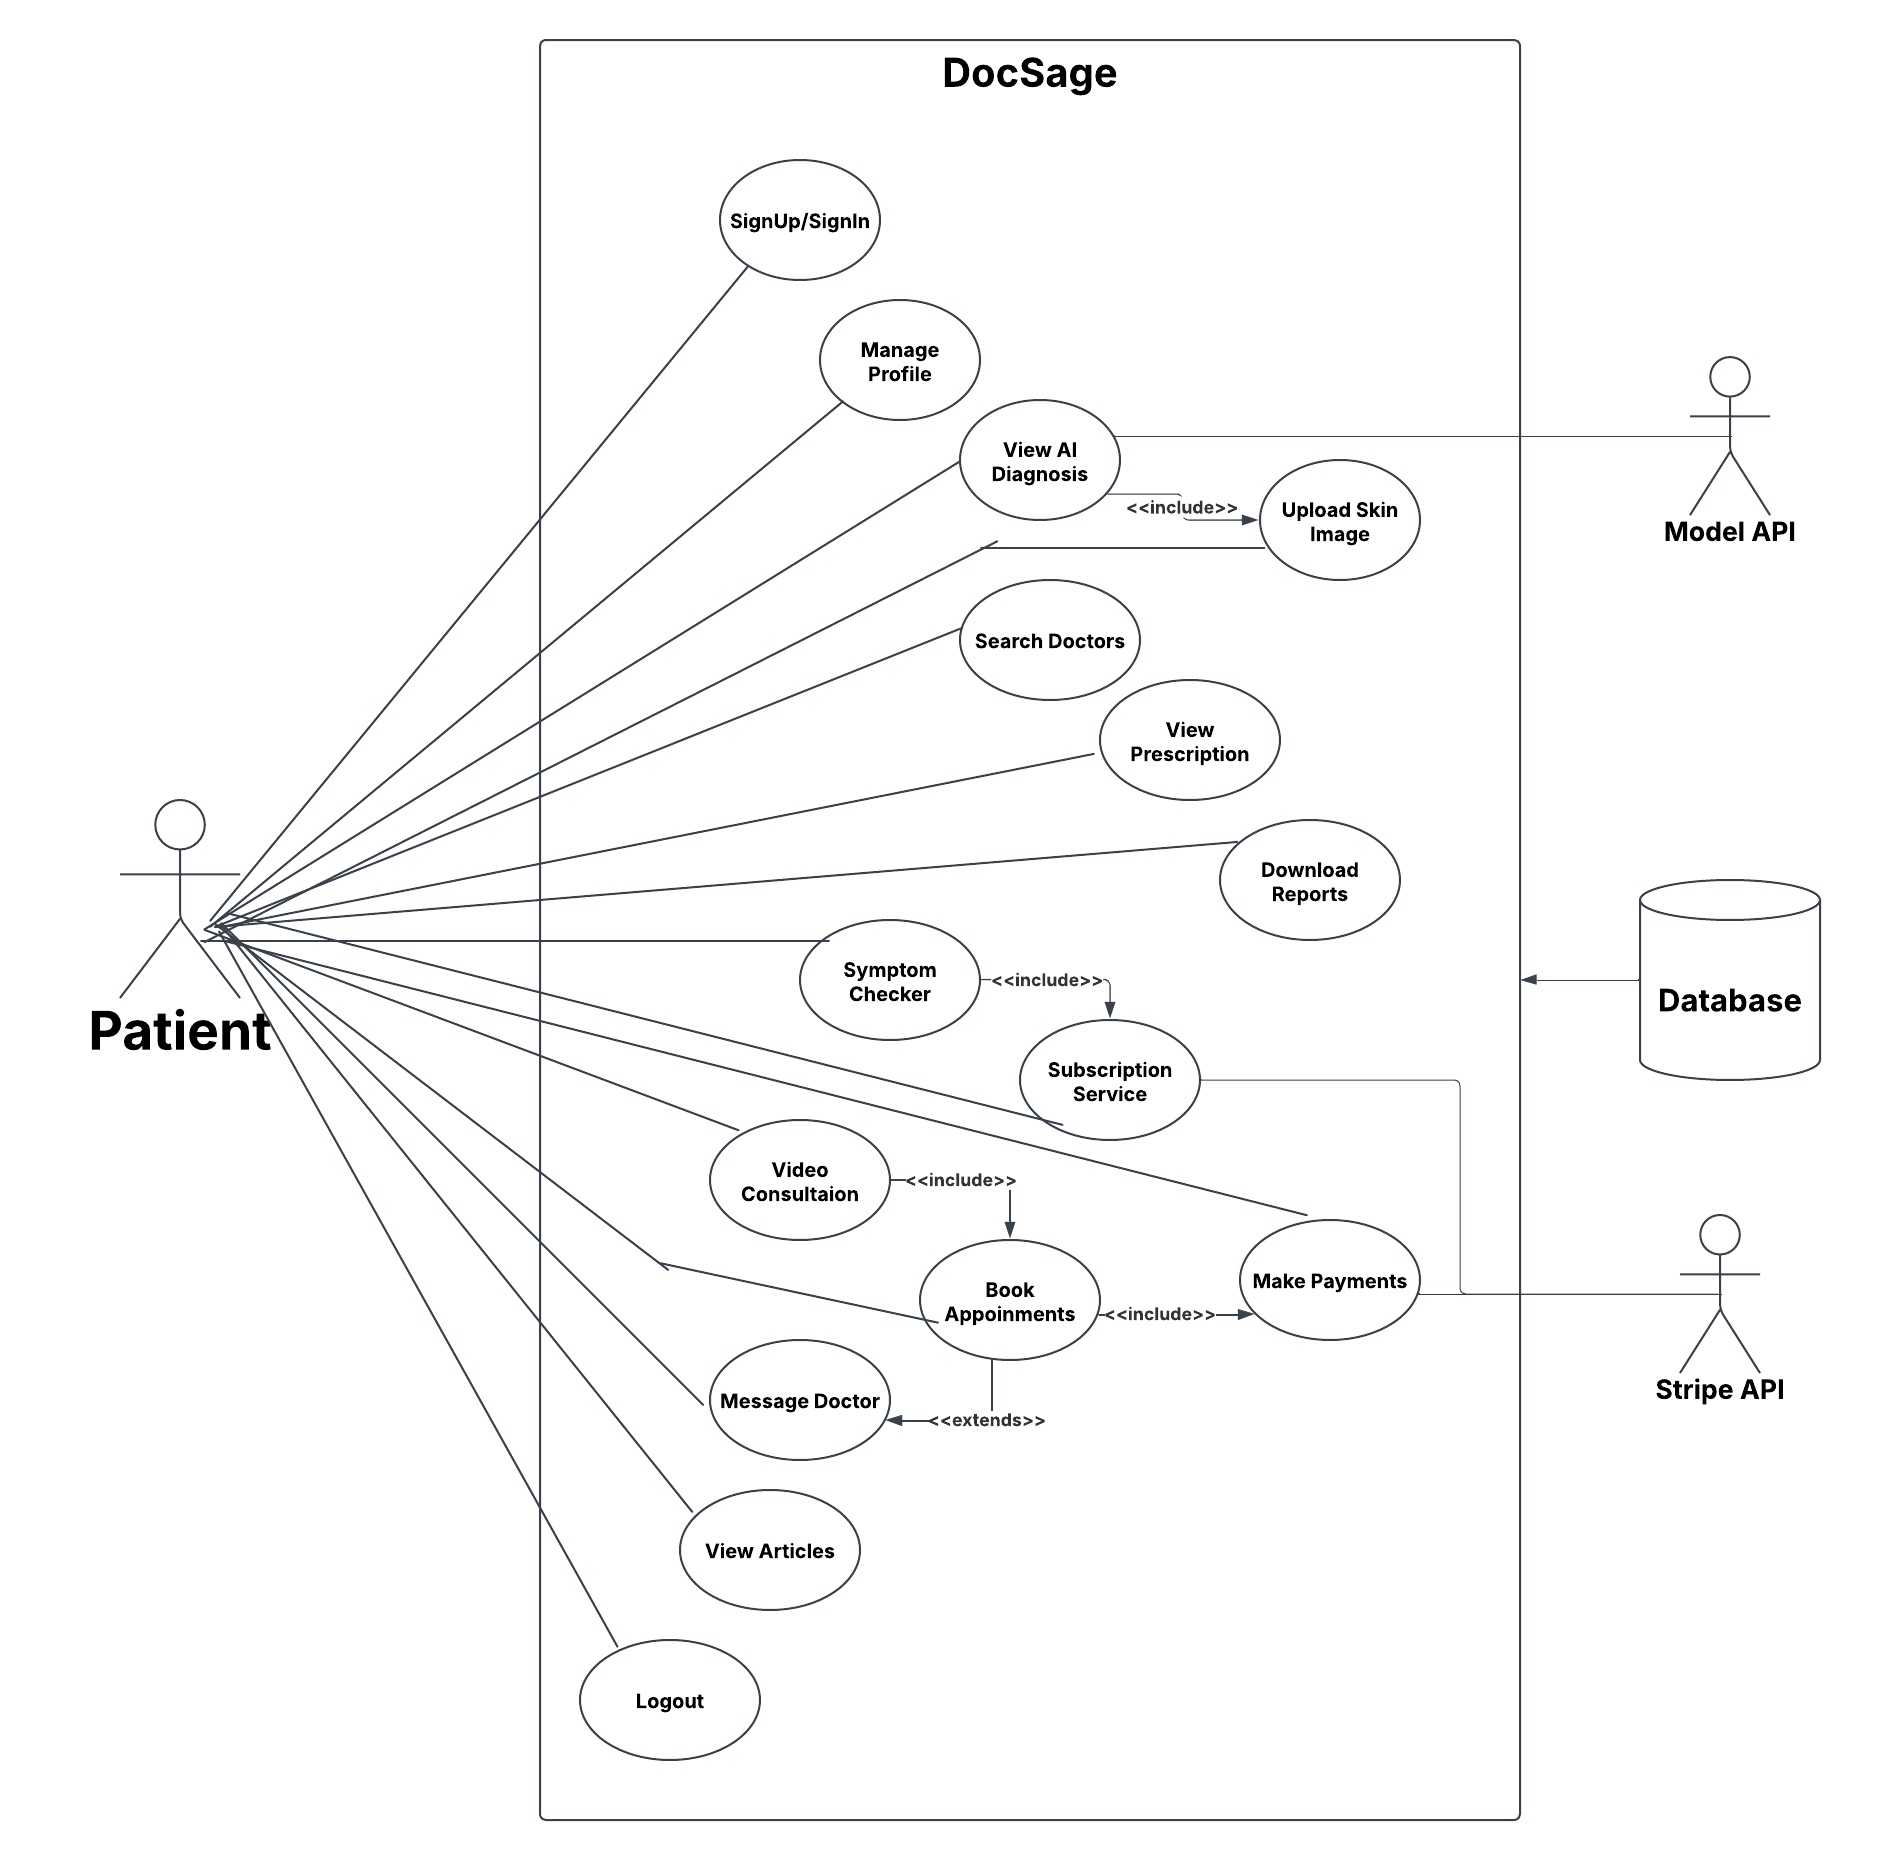 DocSage
SignUp/SignIn
Manage
Profile
View AI
Diagnosis
<<include>>
Upload Skin
Image
Model API
Search Doctors
View
Prescription
Download
Reports
Patient
Symptom
Checker
<<include>>
Database
Subscription
Service
Video
Consultaion
<<include>>
Book
Appoinments
<<include>>
Make Payments
Stripe API
Message Doctor
<<extends>>
View Articles
Logout